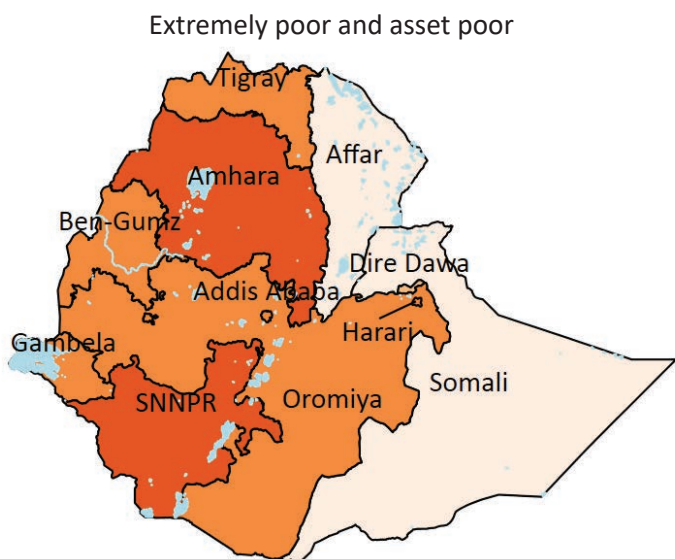 Extremely poor and asset poor
Tigray
Affar
Amhara
Ben-Gumz
Dire Dawa
Addis Ababa
Harari
Gambela
Somali
SNNPR
Oromiya